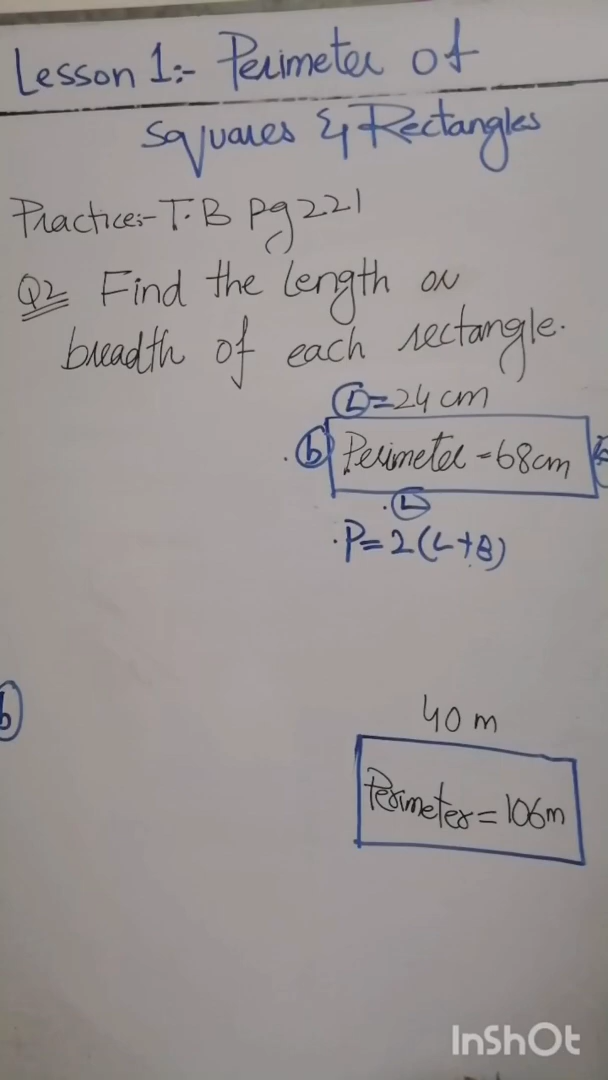 Lesson 1:- Perimeter of
Squares & Rectangles
Practice:- T.B pg 221
Q2 Find the length or
breadth of each rectangle.
L = 24 cm
b Perimeter = 68cm
L
P = 2(L+B)
b
40 m
Perimeter = 106m
InShOt